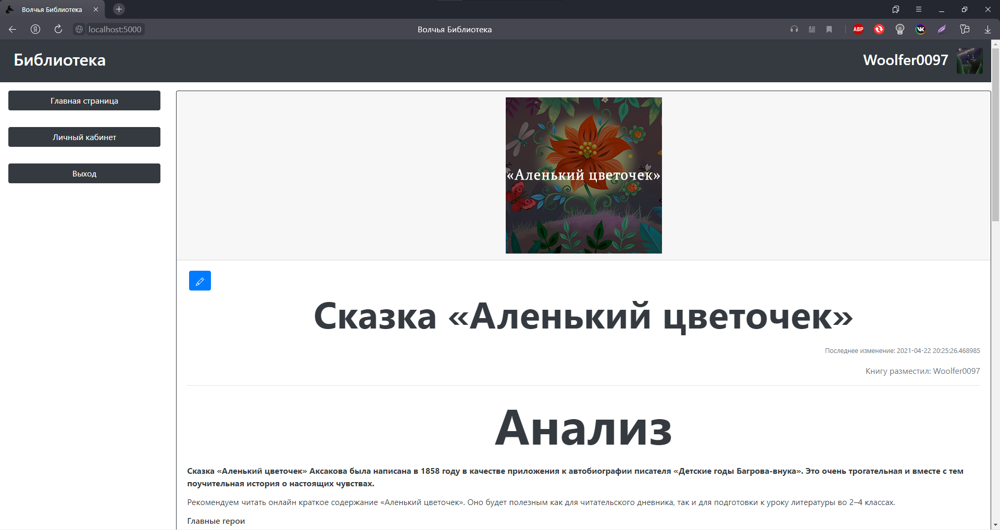 Волчья Библиотека
localhost:5000
Волчья Библиотека
ABP
Библиотека
Woolfer0097
Главная страница
Личный кабинет
Выход
«Аленький цветочек»
Сказка «Аленький цветочек»
Последнее изменение: 2021-04-22 20:25:26.468985
Книгу разместил: Woolfer0097
Анализ
Сказка «Аленький цветочек» Аксакова была написана в 1858 году в качестве приложения к автобиографии писателя «Детские годы Багрова-внука». Это очень трогательная и вместе с тем
поучительная история о настоящих чувствах.
Рекомендуем читать онлайн краткое содержание «Аленький цветочек». Оно будет полезным как для читательского дневника, так и для подготовки к уроку литературы во 2–4 классах.
Главные герои